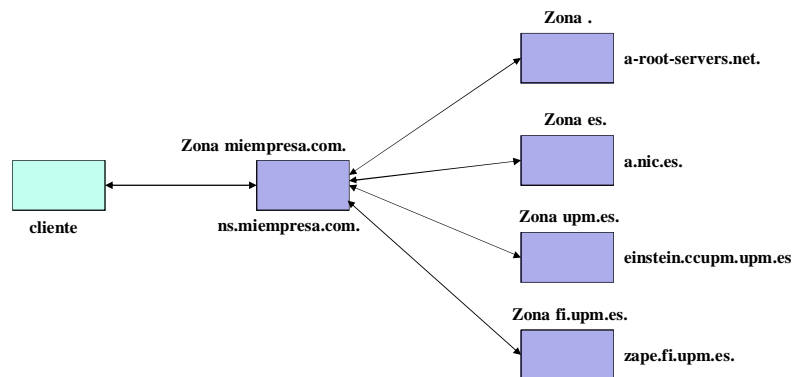 Zona .
a-root-servers.net.
Zona es.
a.nic.es.
Zona miempresa.com.
cliente
ns.miempresa.com.
Zona upm.es.
einstein.ccupm.upm.es
Zona fi.upm.es.
zape.fi.upm.es.